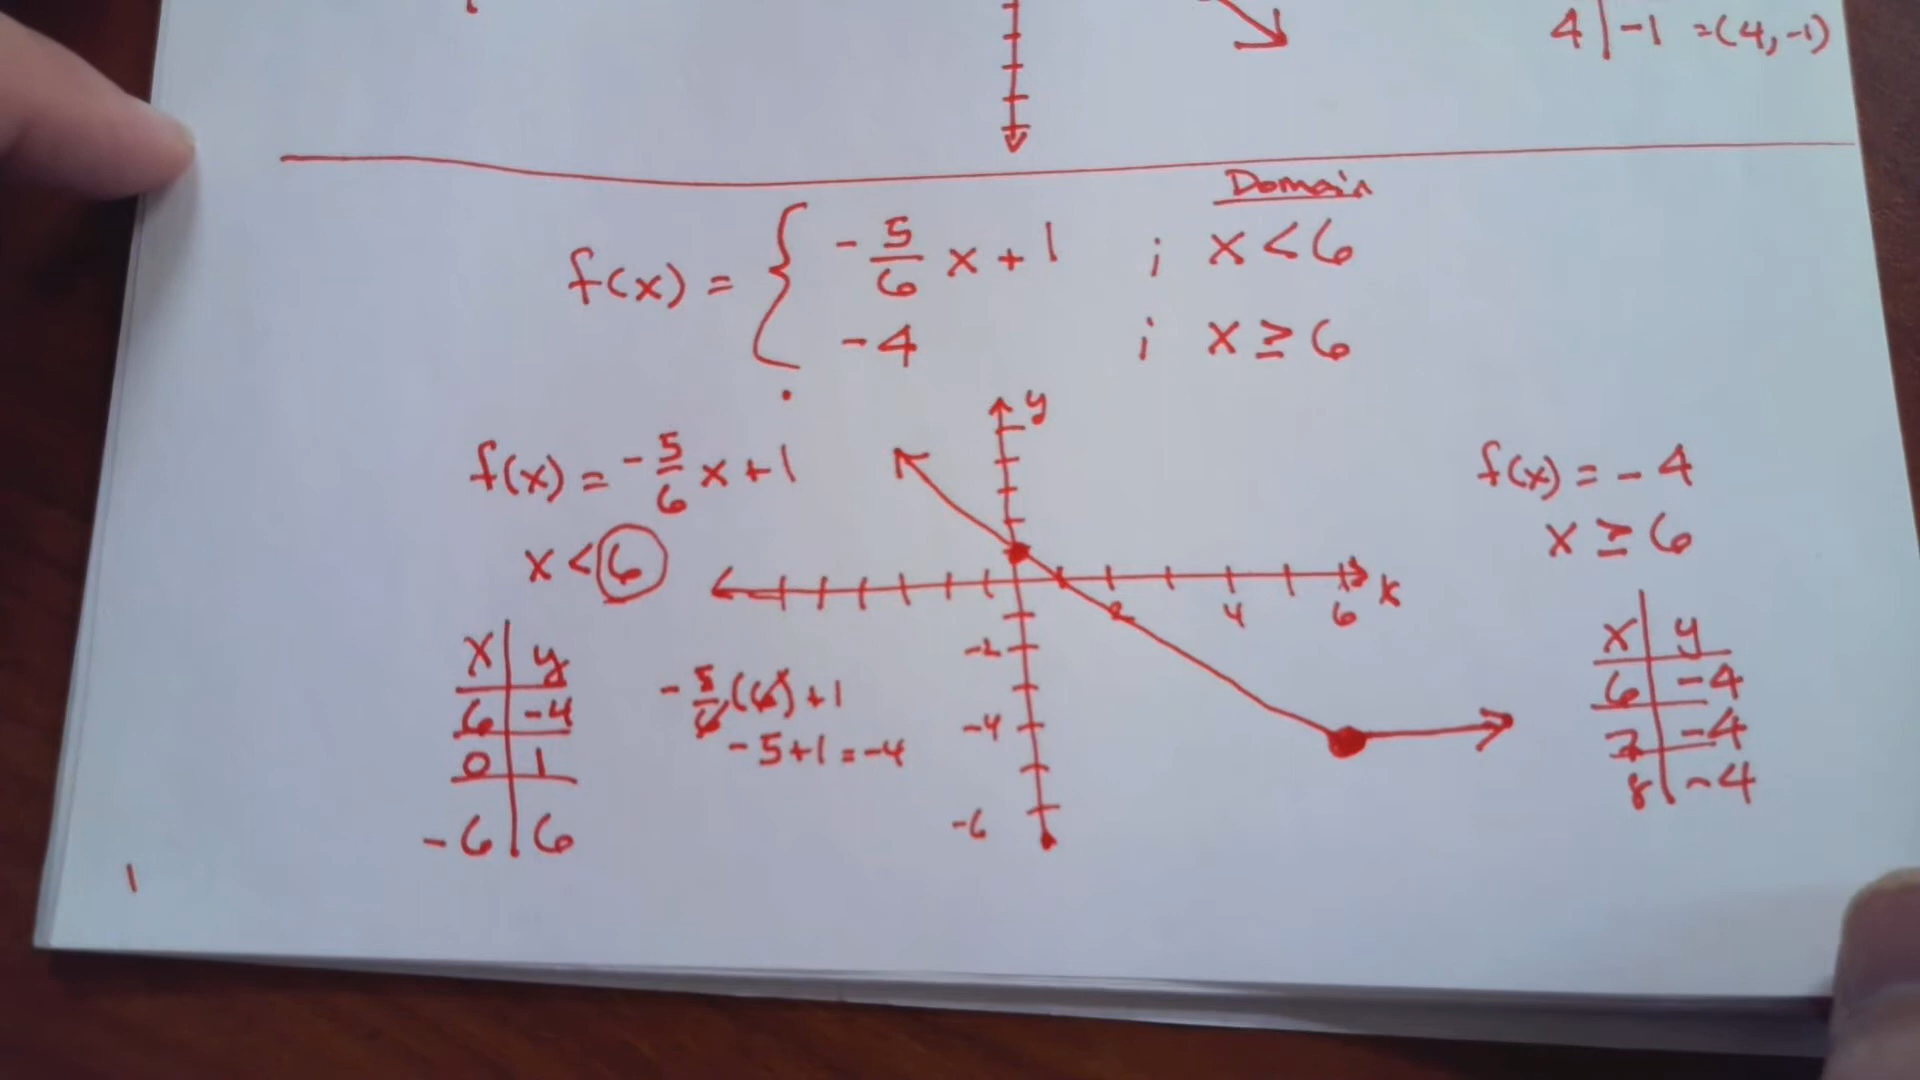 4 | -1 = (4, -1)
Domain
f(x) = { -5/6 x + 1 ; x < 6
-4 ; x ≥ 6
f(x) = -5/6 x + 1
x < 6
x | y
6 | -4
0 | 1
-6 | 6
-5/6 (6) + 1
-5 + 1 = -4
y
x
2 4 6
-2
-4
-6
f(x) = -4
x ≥ 6
x | y
6 | -4
7 | -4
8 | -4